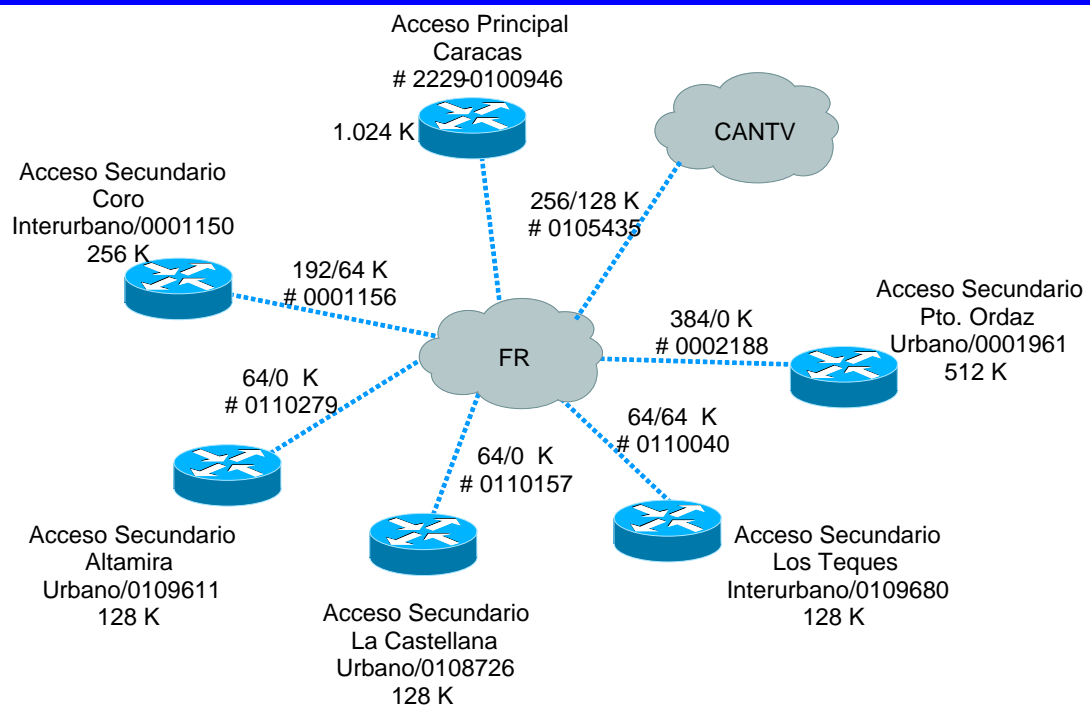 Acceso Principal
Caracas
# 2229-0100946
1.024 K
CANTV
256/128 K
# 0105435
Acceso Secundario
Coro
Interurbano/0001150
256 K
192/64 K
# 0001156
FR
384/0 K
# 0002188
Acceso Secundario
Pto. Ordaz
Urbano/0001961
512 K
64/0 K
# 0110279
64/0 K
# 0110157
64/64 K
# 0110040
Acceso Secundario
Altamira
Urbano/0109611
128 K
Acceso Secundario
La Castellana
Urbano/0108726
128 K
Acceso Secundario
Los Teques
Interurbano/0109680
128 K